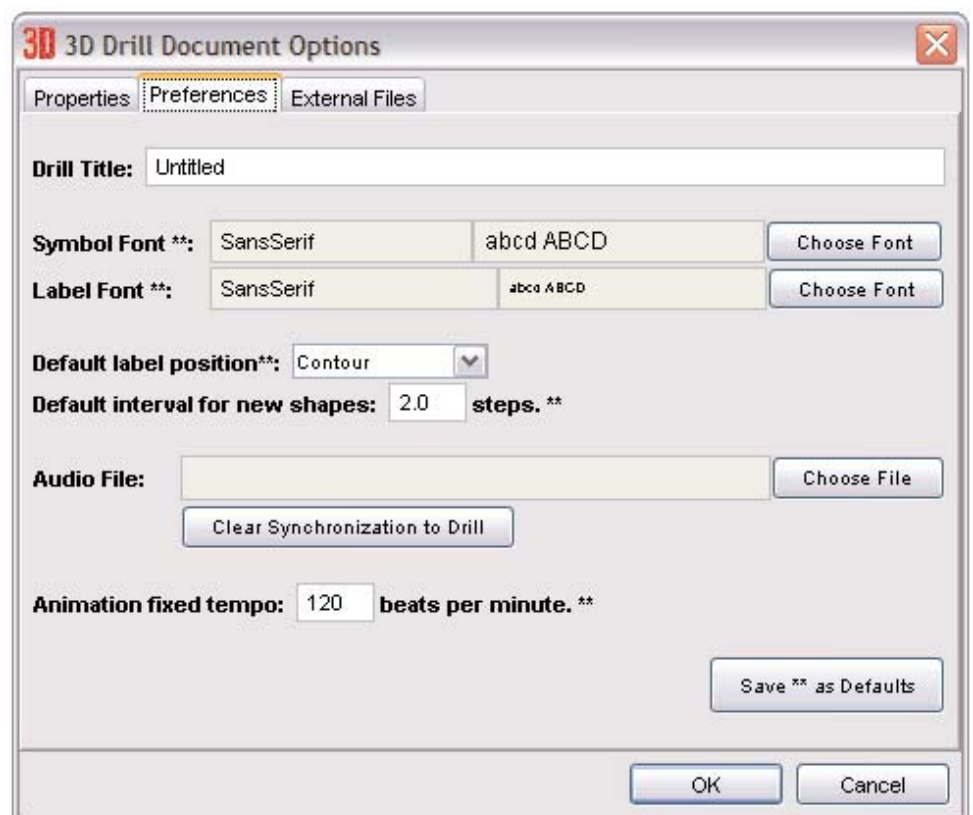 3D 3D Drill Document Options
Properties Preferences External Files
Drill Title: Untitled
Symbol Font **: SansSerif abcd ABCD Choose Font
Label Font **: SansSerif abcd ABCD Choose Font
Default label position**: Contour
Default interval for new shapes: 2.0 steps. **
Audio File: Choose File
Clear Synchronization to Drill
Animation fixed tempo: 120 beats per minute. **
Save ** as Defaults
OK Cancel